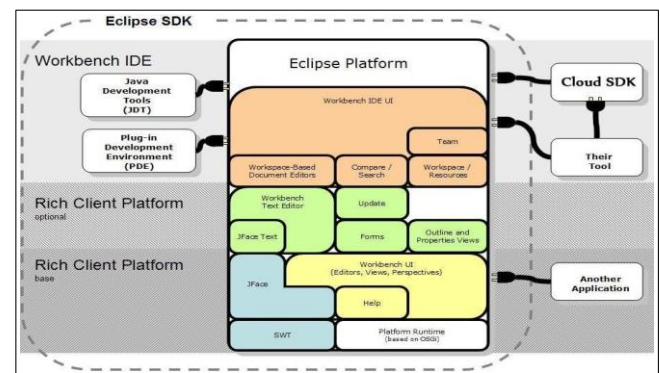 Eclipse SDK
Workbench IDE
Eclipse Platform
Java
Development
Tools
(JDT)
Cloud SDK
Workbench IDE UI
Plug-in
Development
Environment
(PDE)
Team
Their
Tool
Workspace-Based
Document Editors
Compare /
Search
Workspace /
Resources
Rich Client Platform
optional
Workbench
Text Editor
Update
JFace Text
Forms
Outline and
Properties Views
Rich Client Platform
base
JFace
Workbench UI
(Editors, Views, Perspectives)
Help
Another
Application
SWT
Platform Runtime
(based on OSGi)